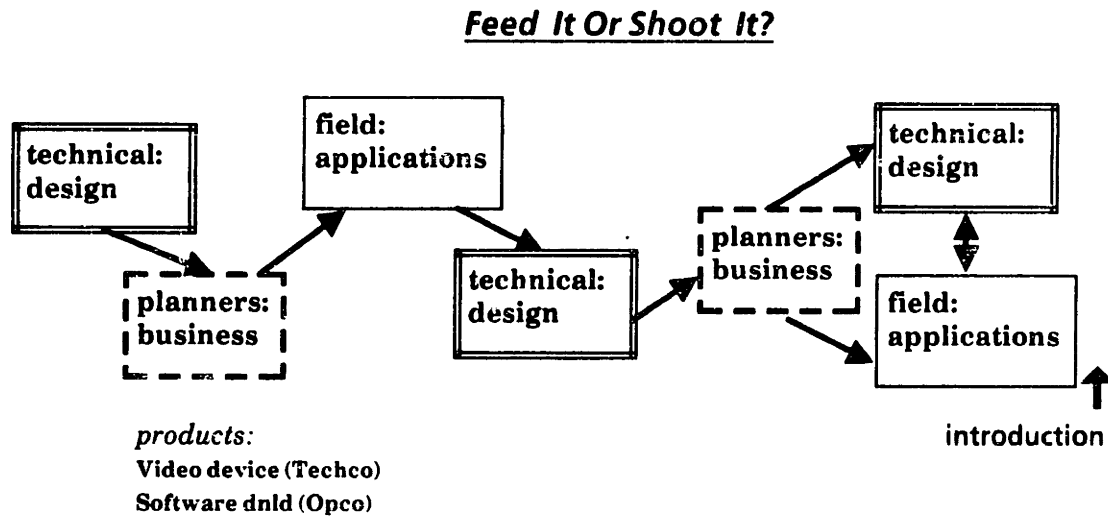 Feed It Or Shoot It?
technical:
design
planners:
business
field:
applications
technical:
design
planners:
business
technical:
design
field:
applications
introduction
products:
Video device (Techco)
Software dnld (Opco)